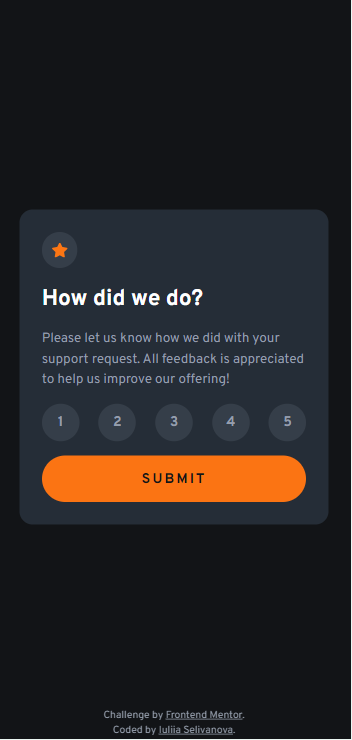 How did we do?
Please let us know how we did with your
support request. All feedback is appreciated
to help us improve our offering!
1 2 3 4 5
SUBMIT
Challenge by Frontend Mentor.
Coded by Iuliia Selivanova.